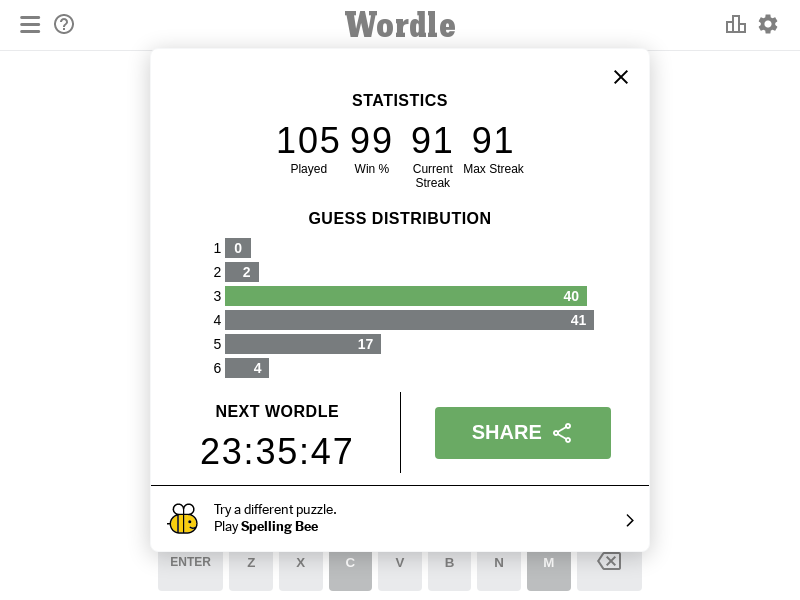 Wordle
STATISTICS
105 99 91 91
Played Win % Current Streak Max Streak
GUESS DISTRIBUTION
1 0
2 2
3 40
4 41
5 17
6 4
NEXT WORDLE
23:35:47
SHARE
Try a different puzzle.
Play Spelling Bee
ENTER Z X C V B N M